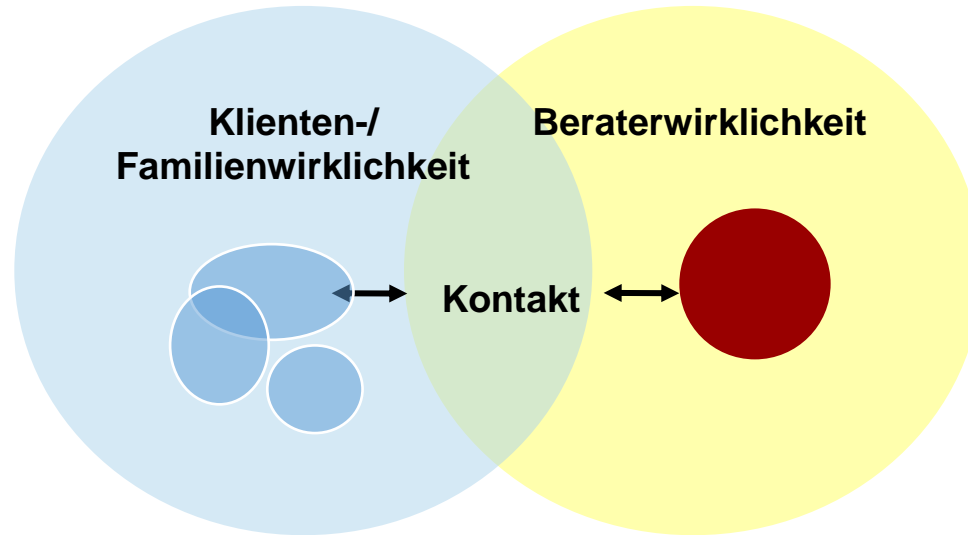 Klienten-/
Familienwirklichkeit
Beraterwirklichkeit
Kontakt